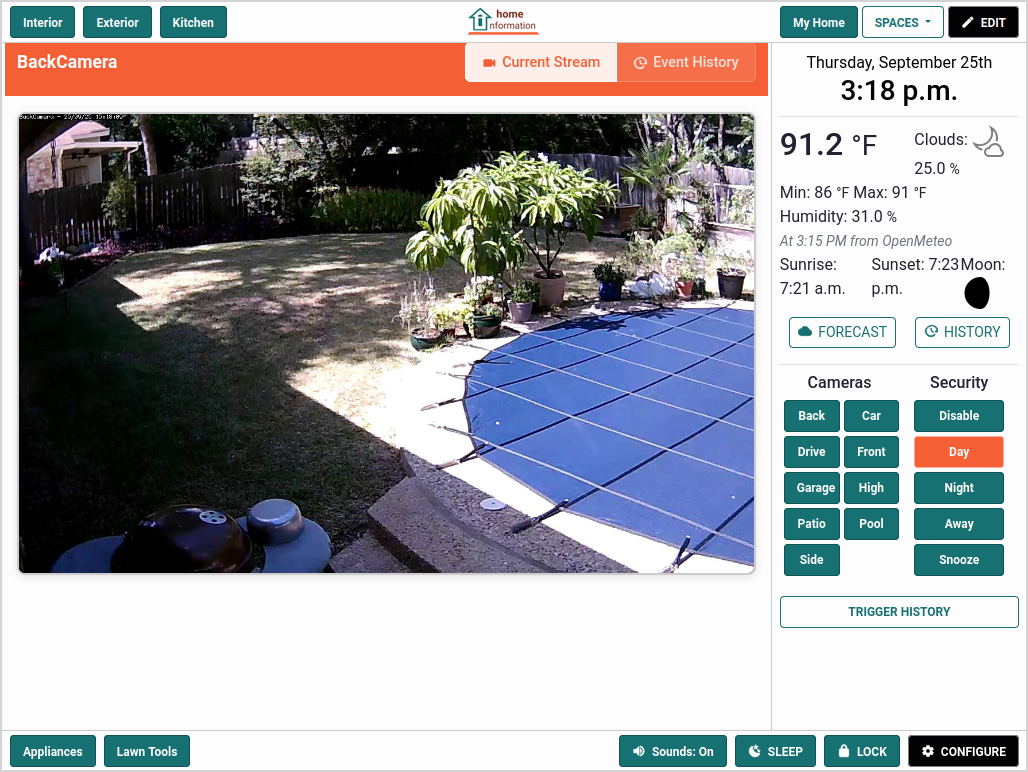 Interior
Exterior
Kitchen
home
nformation
My Home
SPACES
EDIT
BackCamera
Current Stream
Event History
BackCamera - 25/09/25 15:18:09
Thursday, September 25th
3:18 p.m.
91.2 °F
Clouds:
25.0 %
Min: 86 °F Max: 91 °F
Humidity: 31.0 %
At 3:15 PM from OpenMeteo
Sunrise:
7:21 a.m.
Sunset: 7:23
p.m.
Moon:
FORECAST
HISTORY
Cameras
Security
Back
Car
Disable
Drive
Front
Day
Garage
High
Night
Patio
Pool
Away
Side
Snooze
TRIGGER HISTORY
Appliances
Lawn Tools
Sounds: On
SLEEP
LOCK
CONFIGURE